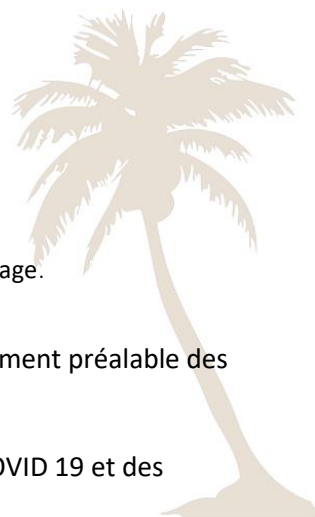 age.
ment préalable des
OVID 19 et des